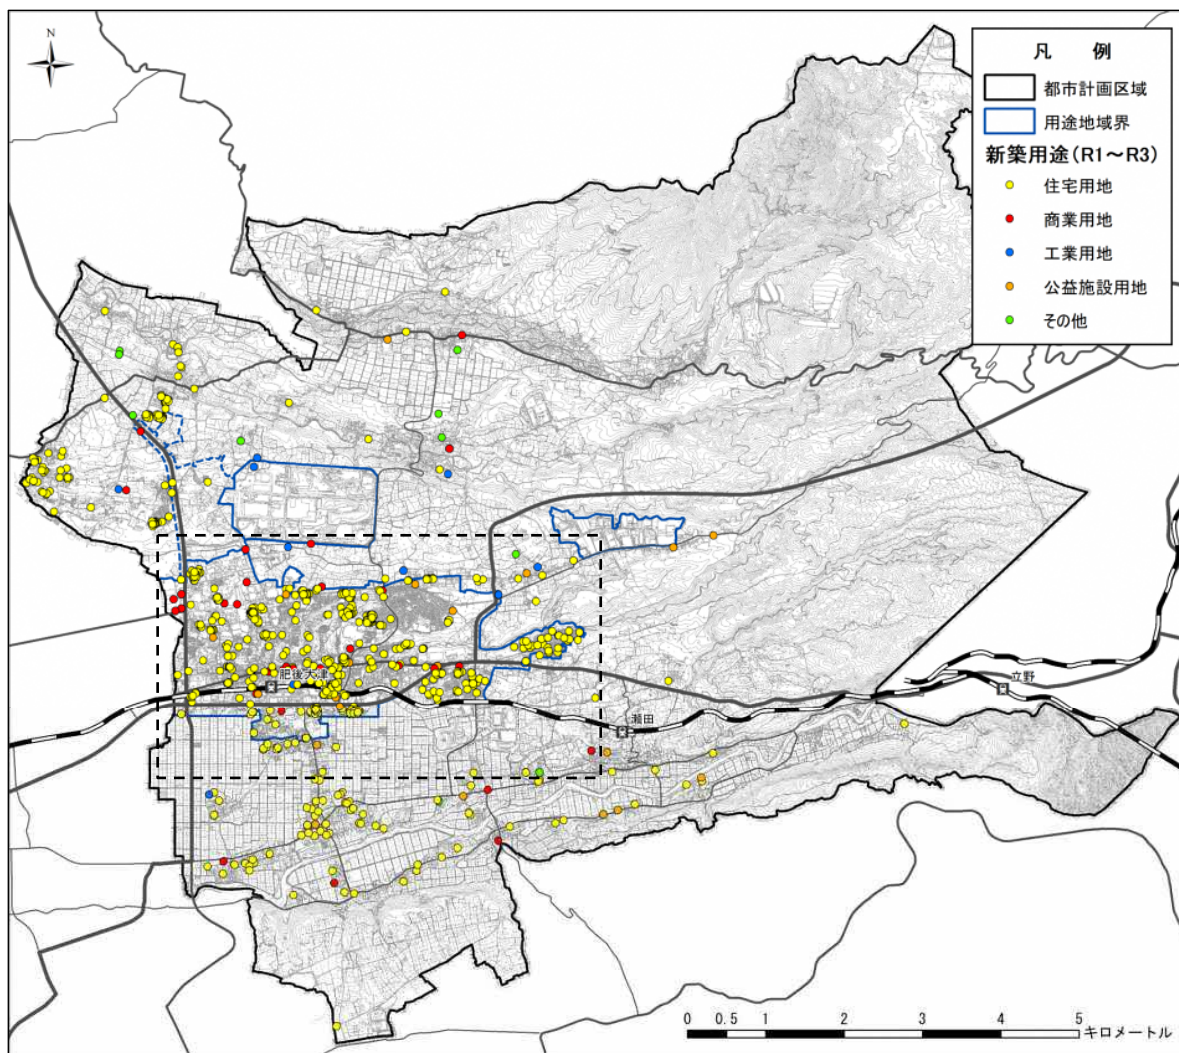 N
凡 例
都市計画区域
用途地域界
新築用途(R1～R3)
住宅用地
商業用地
工業用地
公益施設用地
その他
肥後大津
瀬田
立野
0 0.5 1 2 3 4 5
キロメートル